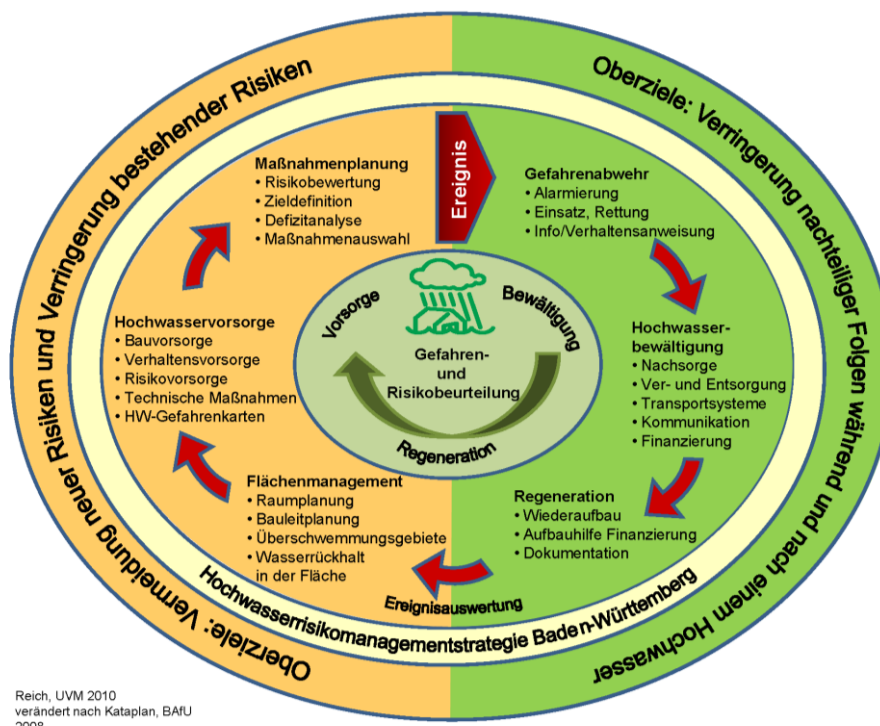 Oberziele: Vermeidung neuer Risiken und Verringerung bestehender Risiken
Oberziele: Verringerung nachteiliger Folgen während und nach einem Hochwasser
Hochwasserrisikomanagementstrategie Baden-Württemberg
Ereignis
Gefahrenabwehr
• Alarmierung
• Einsatz, Rettung
• Info/Verhaltensanweisung
Hochwasser-
bewältigung
• Nachsorge
• Ver- und Entsorgung
• Transportsysteme
• Kommunikation
• Finanzierung
Regeneration
• Wiederaufbau
• Aufbauhilfe Finanzierung
• Dokumentation
Ereignisauswertung
Flächenmanagement
• Raumplanung
• Bauleitplanung
• Überschwemmungsgebiete
• Wasserrückhalt
in der Fläche
Hochwasservorsorge
• Bauvorsorge
• Verhaltensvorsorge
• Risikovorsorge
• Technische Maßnahmen
• HW-Gefahrenkarten
Maßnahmenplanung
• Risikobewertung
• Zieldefinition
• Defizitanalyse
• Maßnahmenauswahl
Vorsorge
Bewältigung
Gefahren-
und
Risikobeurteilung
Regeneration
Reich, UVM 2010
verändert nach Kataplan, BAfU
2008